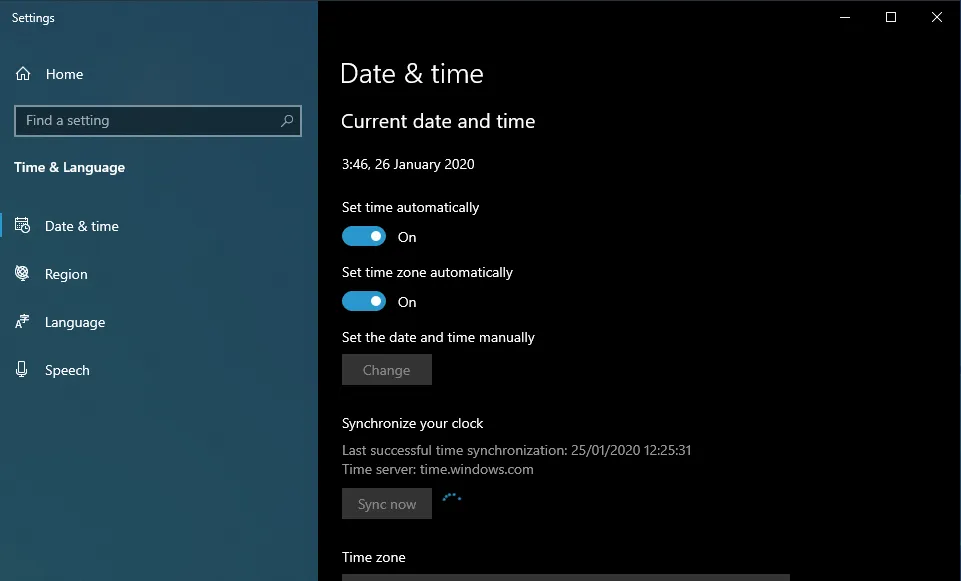 Settings
Home
Find a setting
Time & Language
Date & time
Region
Language
Speech
Date & time
Current date and time
3:46, 26 January 2020
Set time automatically
On
Set time zone automatically
On
Set the date and time manually
Change
Synchronize your clock
Last successful time synchronization: 25/01/2020 12:25:31
Time server: time.windows.com
Sync now
Time zone